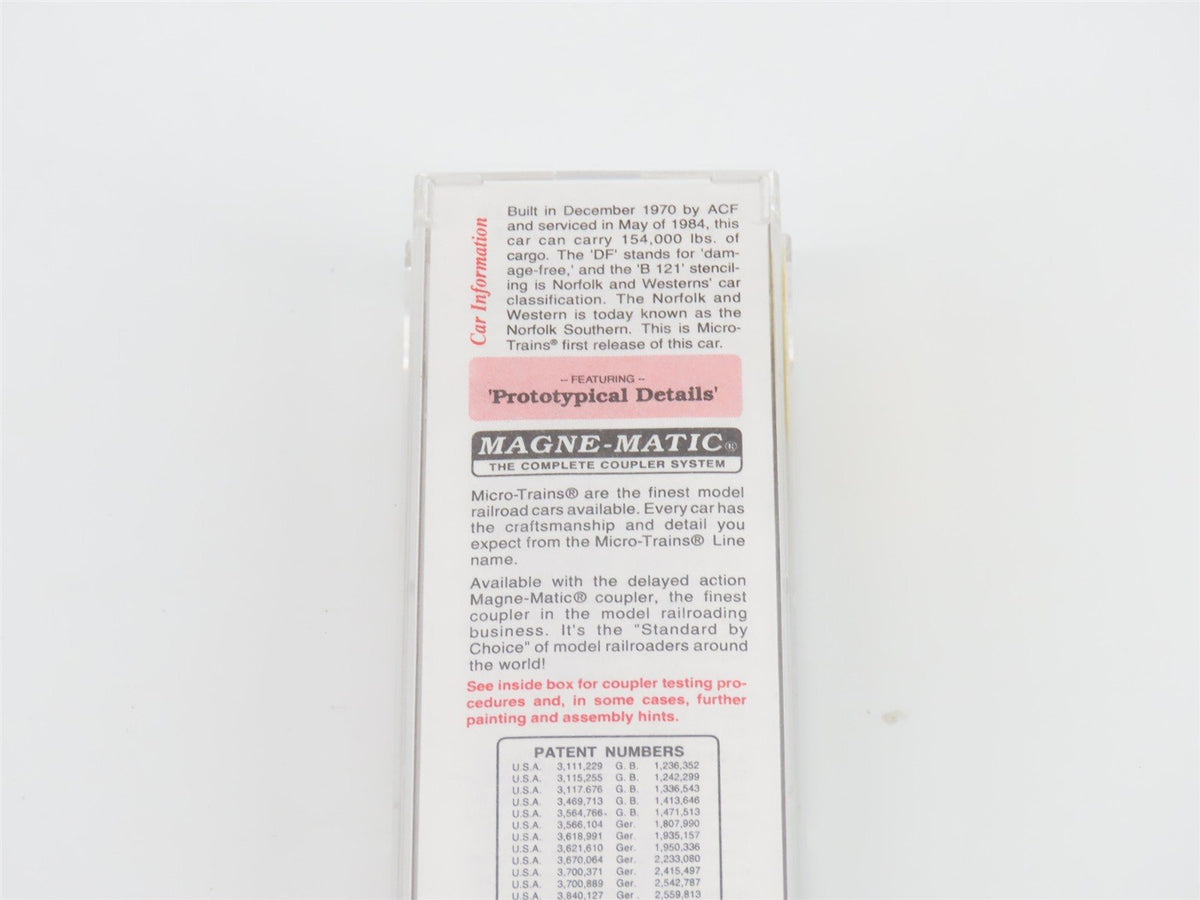 Car Information
Built in December 1970 by ACF
and serviced in May of 1984, this
car can carry 154,000 lbs. of
cargo. The 'DF' stands for 'dam-
age-free,' and the 'B 121' stencil-
ing is Norfolk and Westerns' car
classification. The Norfolk and
Western is today known as the
Norfolk Southern. This is Micro-
Trains® first release of this car.
-- FEATURING --
'Prototypical Details'
MAGNE-MATIC®
THE COMPLETE COUPLER SYSTEM
Micro-Trains® are the finest model
railroad cars available. Every car has
the craftsmanship and detail you
expect from the Micro-Trains® Line
name.
Available with the delayed action
Magne-Matic® coupler, the finest
coupler in the model railroading
business. It's the "Standard by
Choice" of model railroaders around
the world!
See inside box for coupler testing pro-
cedures and, in some cases, further
painting and assembly hints.
PATENT NUMBERS
U.S.A. 3,111,229 G.B. 1,236,352
U.S.A. 3,115,255 G.B. 1,242,299
U.S.A. 3,117.676 G.B. 1,336,543
U.S.A. 3,469,713 G.B. 1,413,646
U.S.A. 3,564,766 G.B. 1,471,513
U.S.A. 3,566,104 Ger. 1,807,990
U.S.A. 3,618,991 Ger. 1,935,157
U.S.A. 3,621,610 Ger. 1,950,336
U.S.A. 3,670,064 Ger. 2,233,080
U.S.A. 3,700,371 Ger. 2,415,497
U.S.A. 3,700,889 Ger. 2,542,787
U.S.A. 3,840,127 Ger. 2,559,813